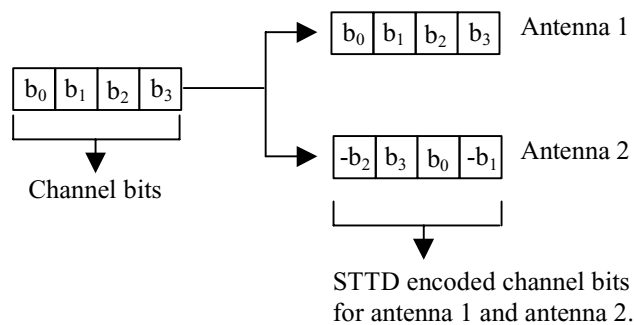 b₀ b₁ b₂ b₃ Antenna 1
b₀ b₁ b₂ b₃
-b₂ b₃ b₀ -b₁ Antenna 2
Channel bits
STTD encoded channel bits
for antenna 1 and antenna 2.